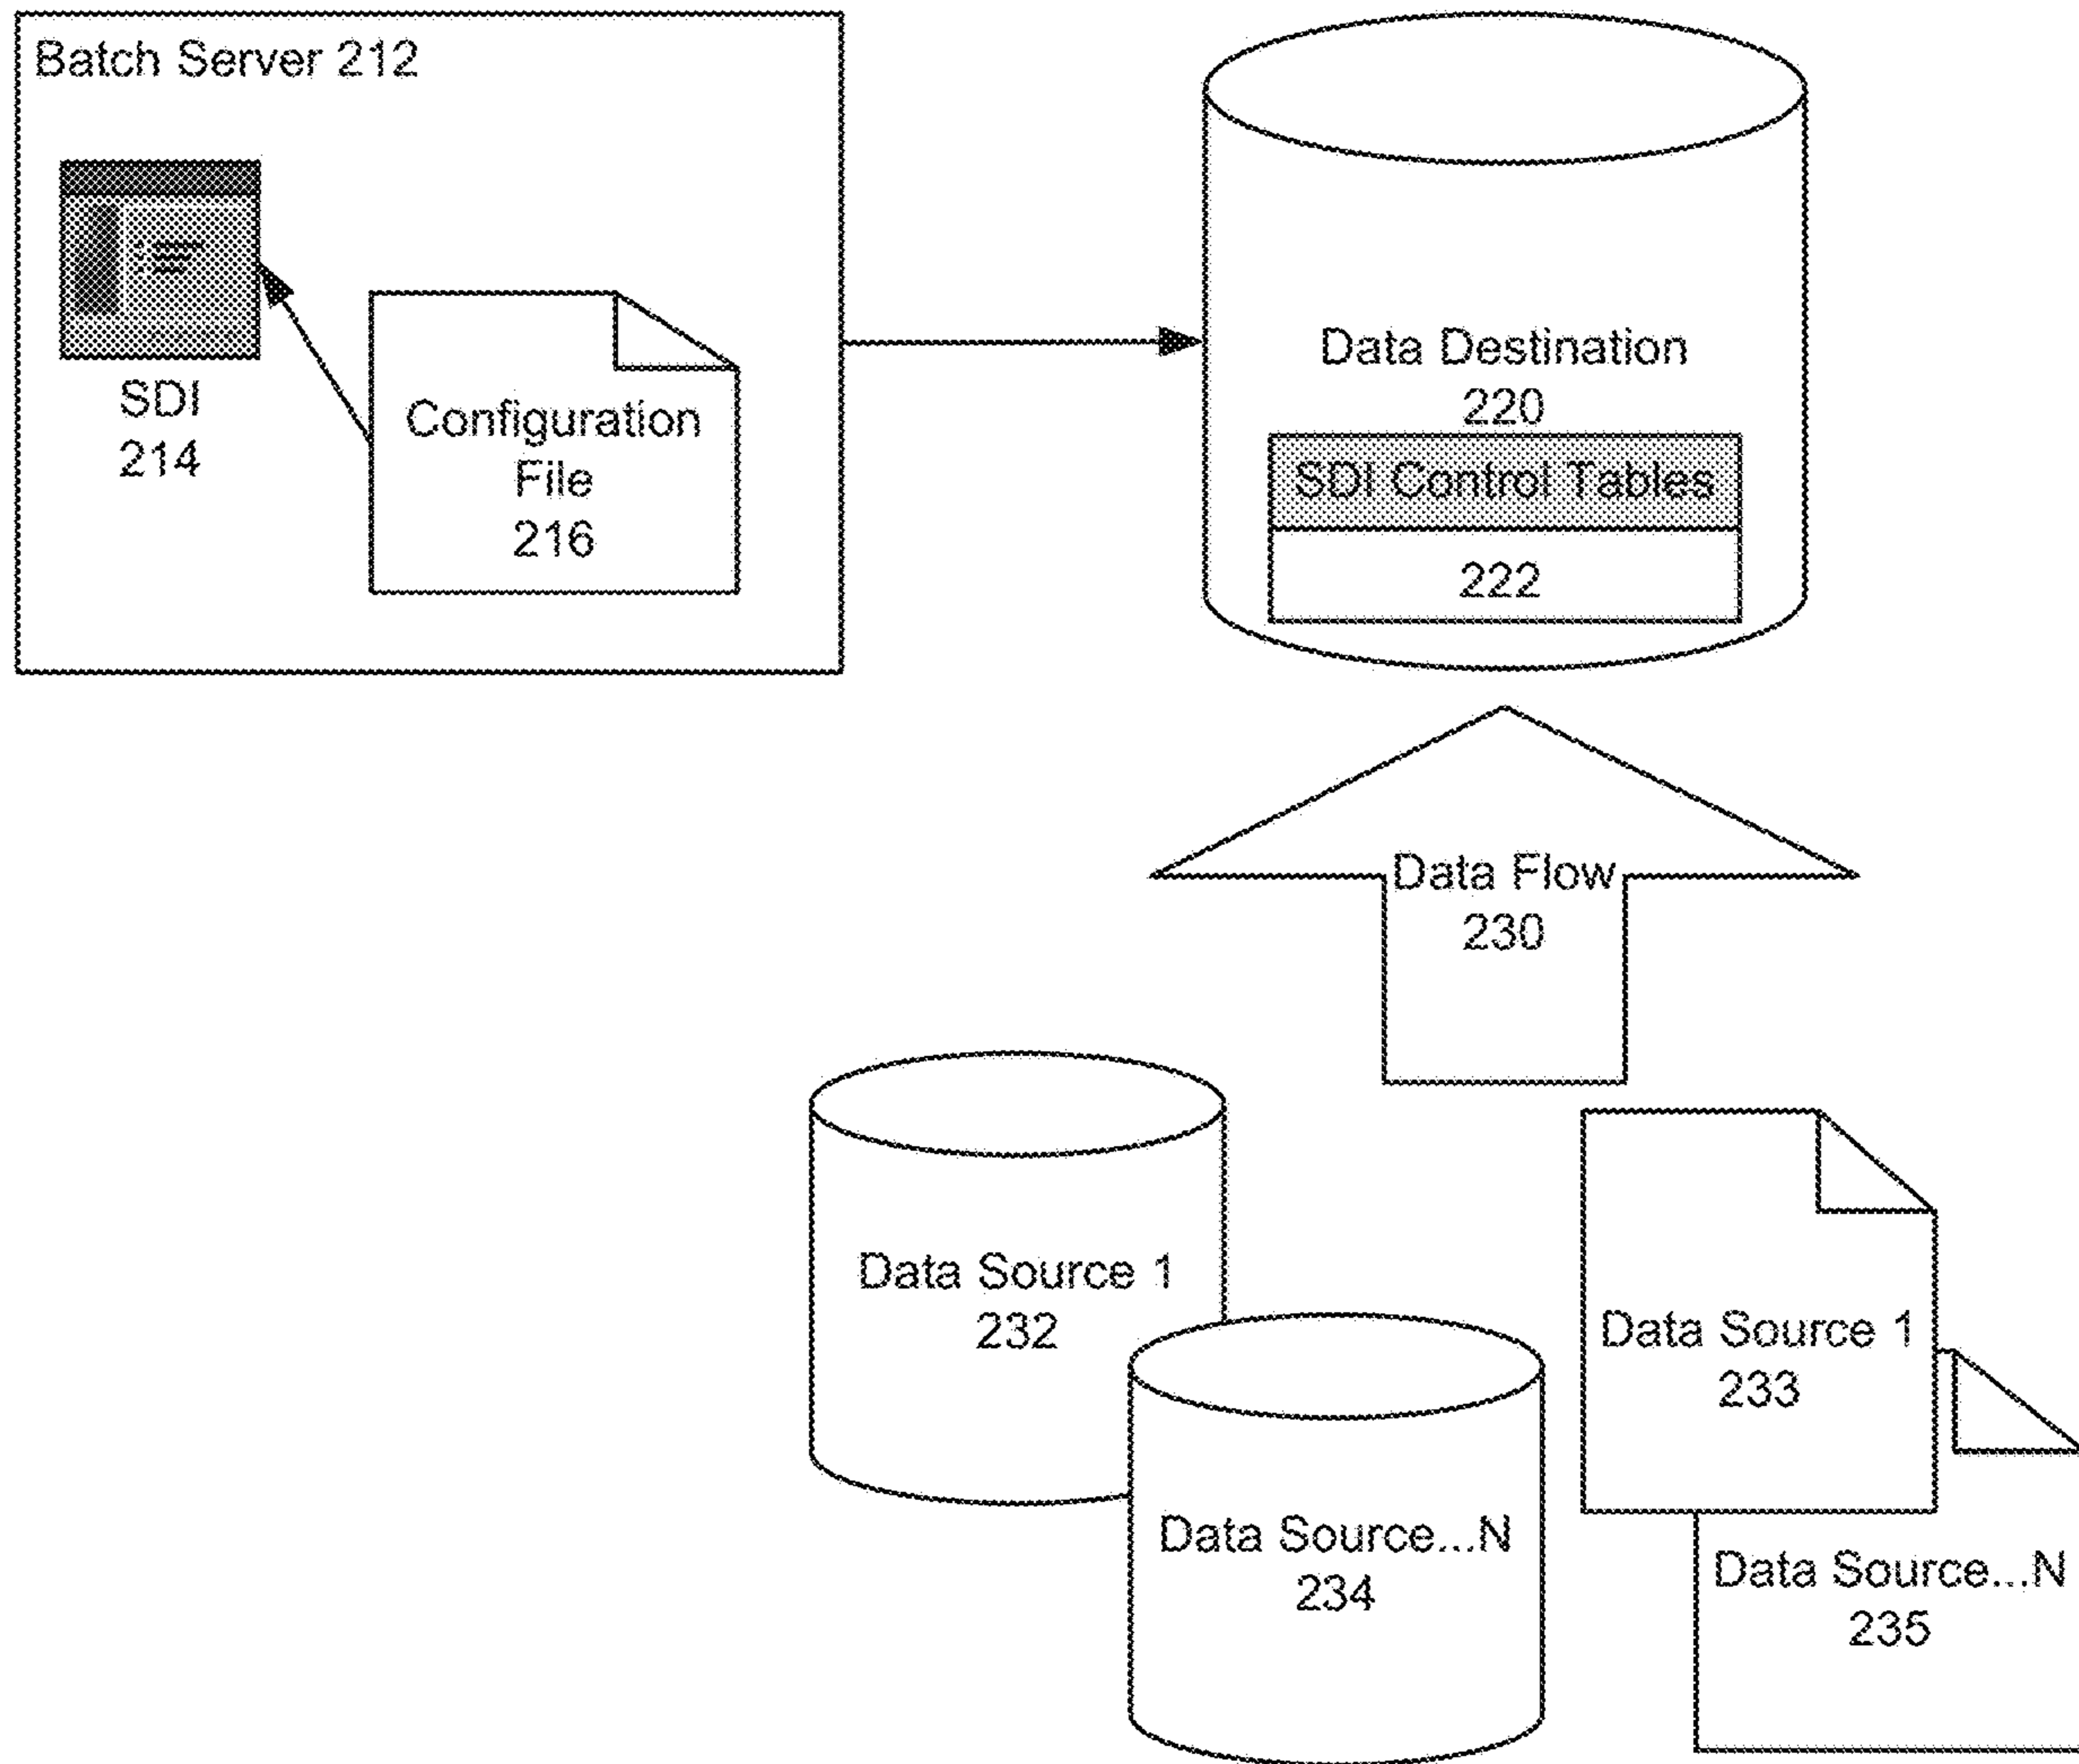 Batch Server 212
SDI
214
Configuration
File
216
Data Destination
220
SDI Control Tables
222
Data Flow
230
Data Source 1
232
Data Source...N
234
Data Source 1
233
Data Source...N
235